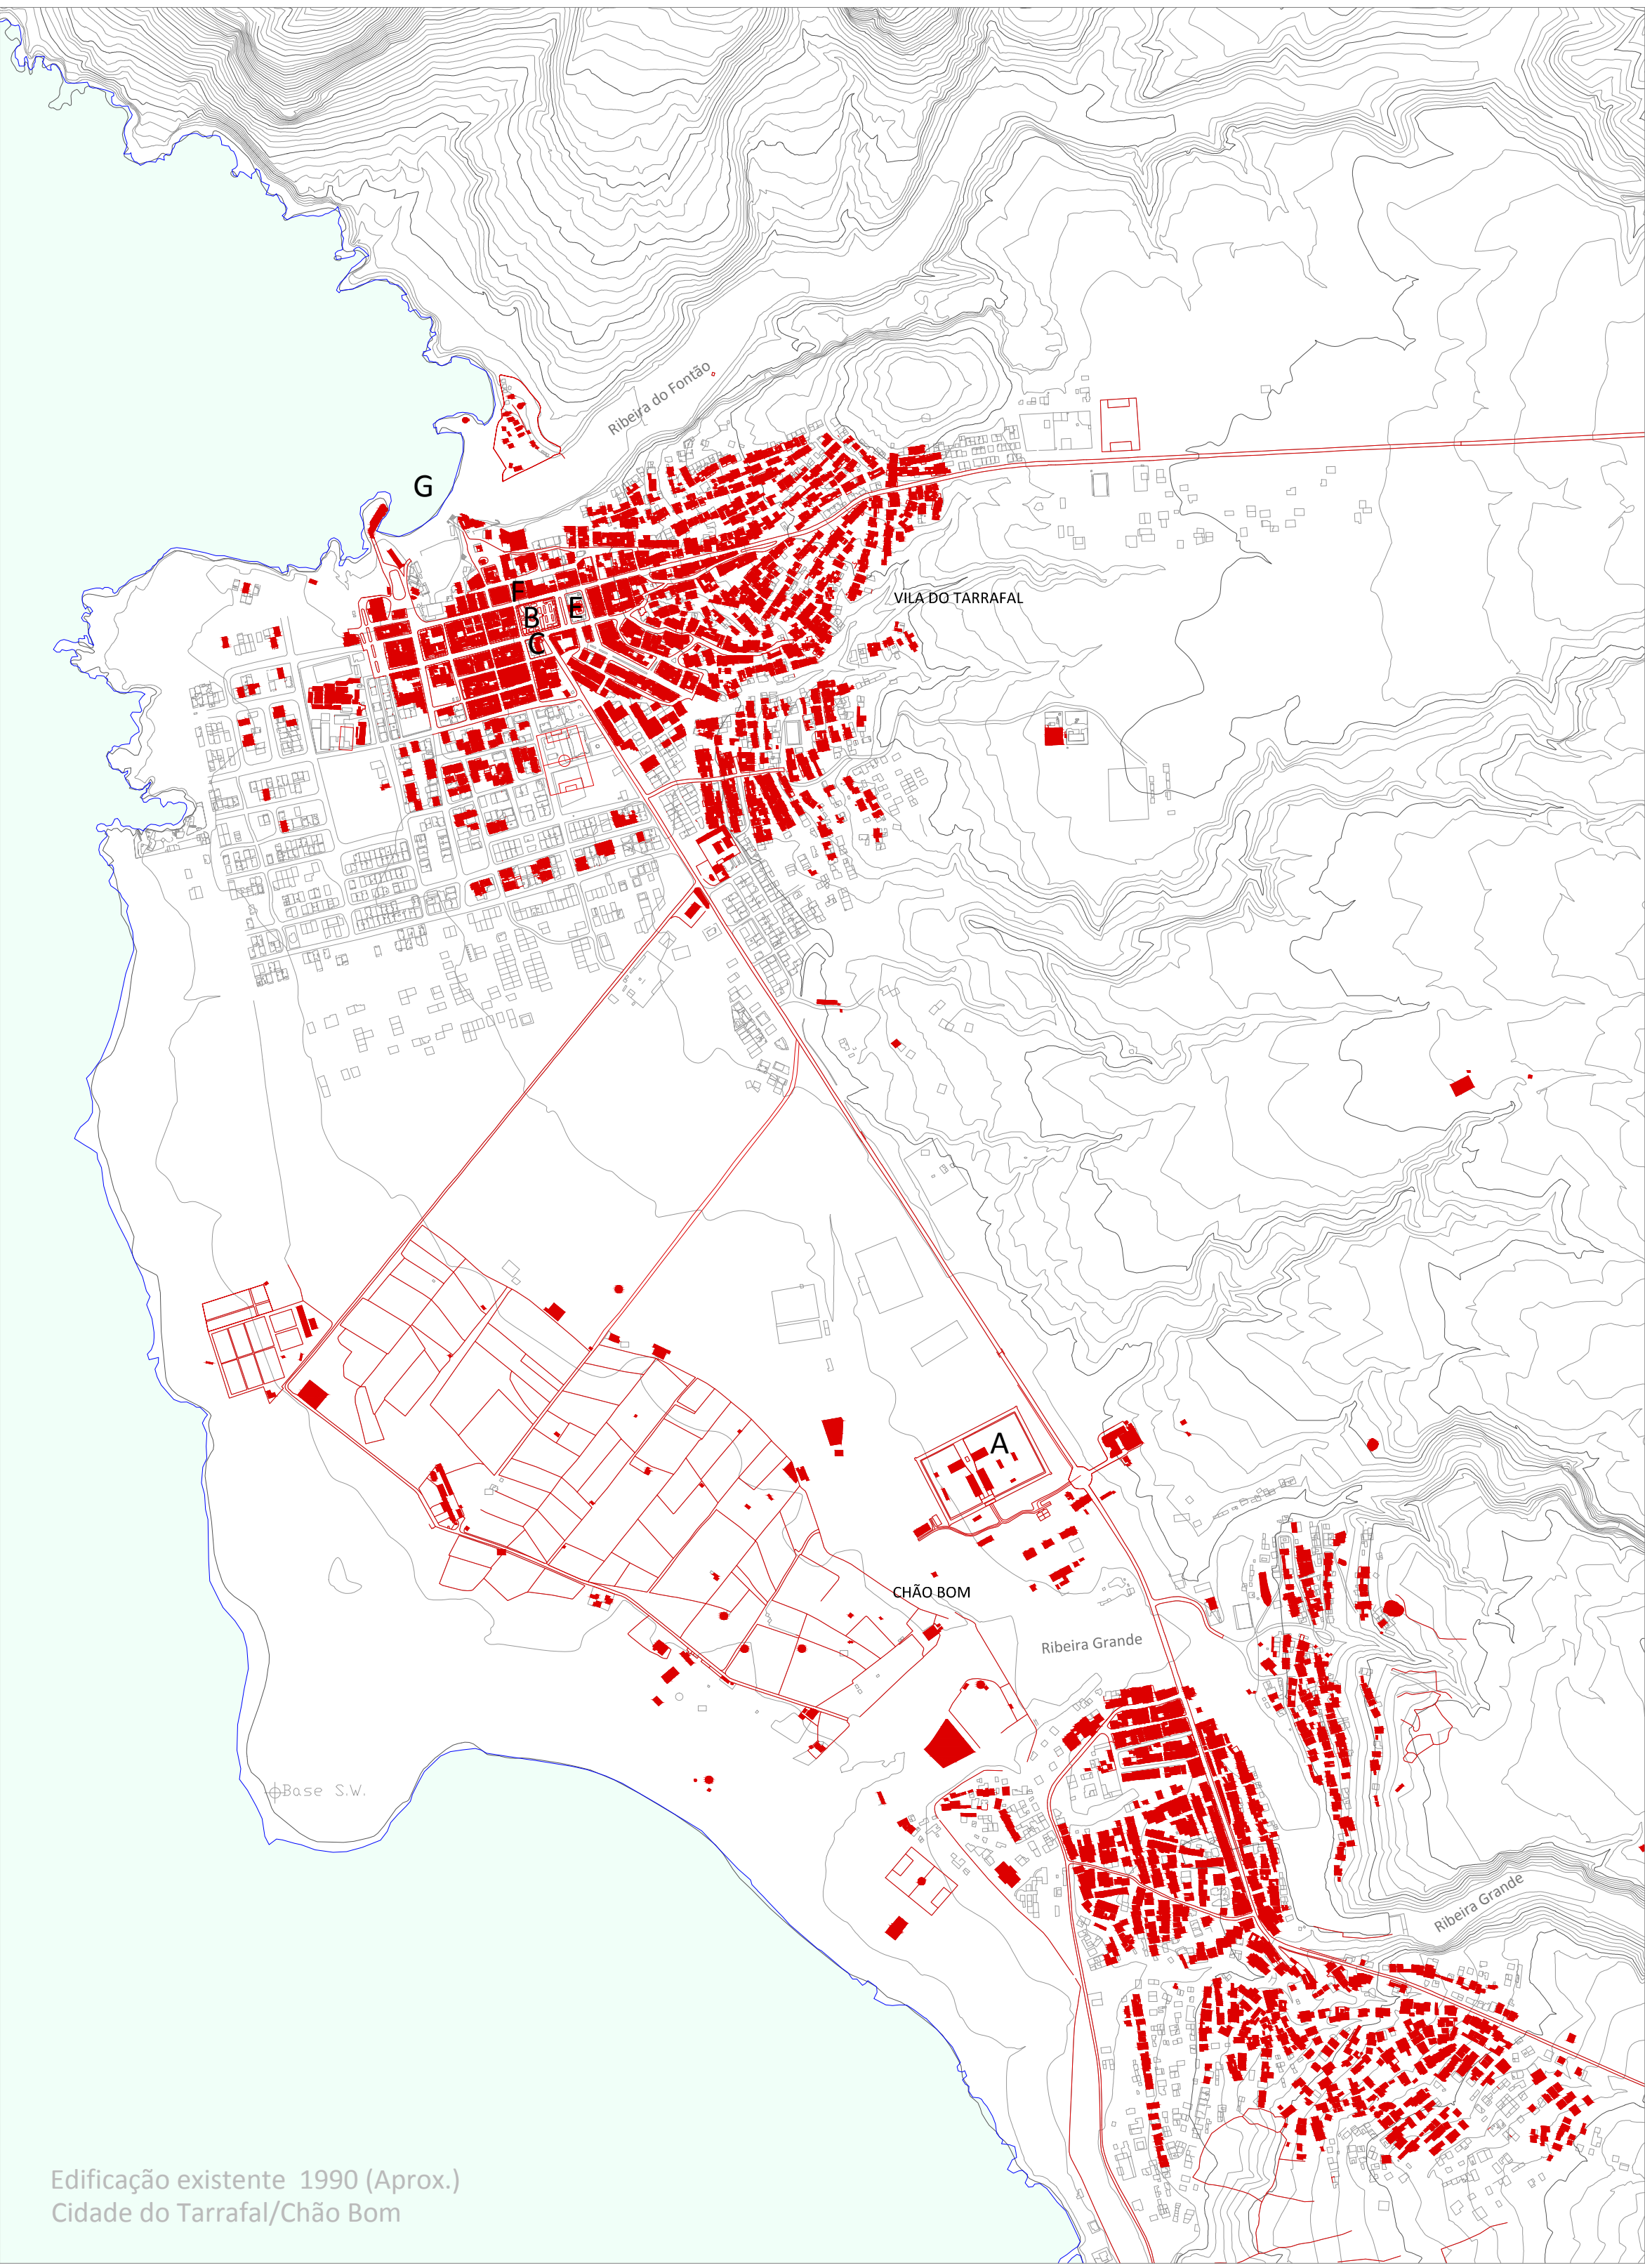 Ribeira do Fontão
G
F
E
B
C
VILA DO TARRAFAL
A
CHÃO BOM
Ribeira Grande
Base S.W.
Ribeira Grande
Edificação existente 1990 (Aprox.)
Cidade do Tarrafal/Chão Bom